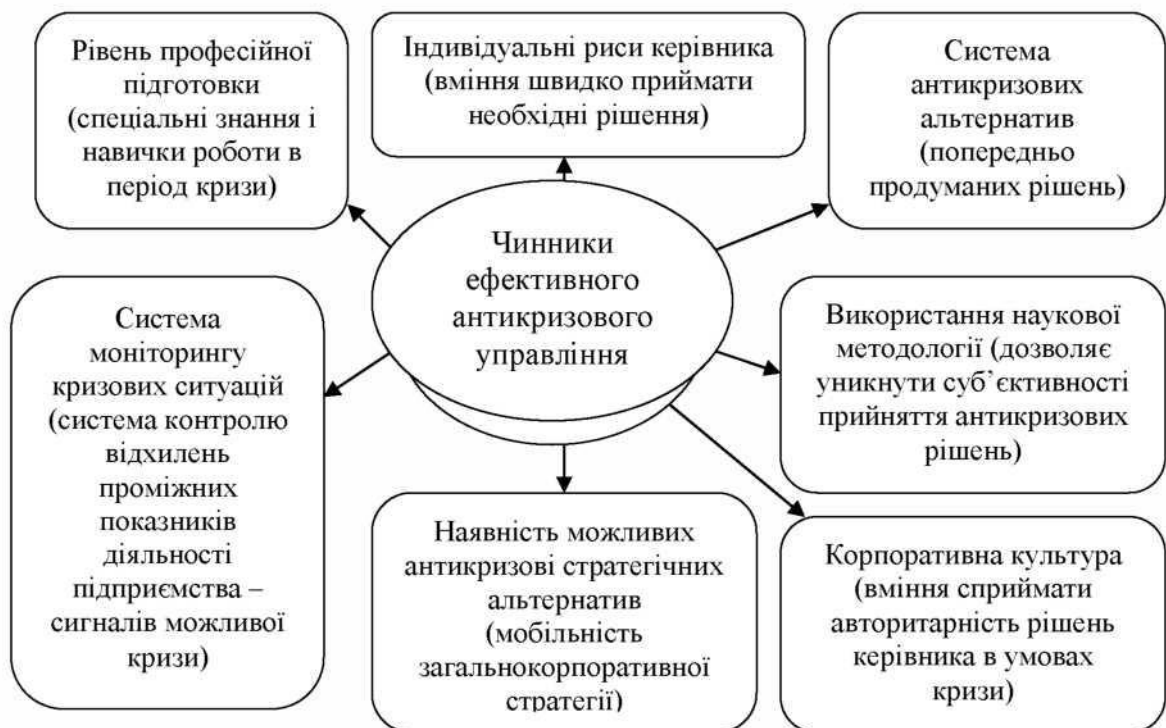 Рівень професійної
підготовки
(спеціальні знання і
навички роботи в
період кризи)
Індивідуальні риси керівника
(вміння швидко приймати
необхідні рішення)
Система
антикризових
альтернатив
(попередньо
продуманих рішень)
Чинники
ефективного
антикризового
управління
Система
моніторингу
кризових ситуацій
(система контролю
відхилень
проміжних
показників
діяльності
підприємства –
сигналів можливої
кризи)
Використання наукової
методології (дозволяє
уникнути суб’єктивності
прийняття антикризових
рішень)
Наявність можливих
антикризові стратегічних
альтернатив
(мобільність
загальнокорпоративної
стратегії)
Корпоративна культура
(вміння сприймати
авторитарність рішень
керівника в умовах
кризи)